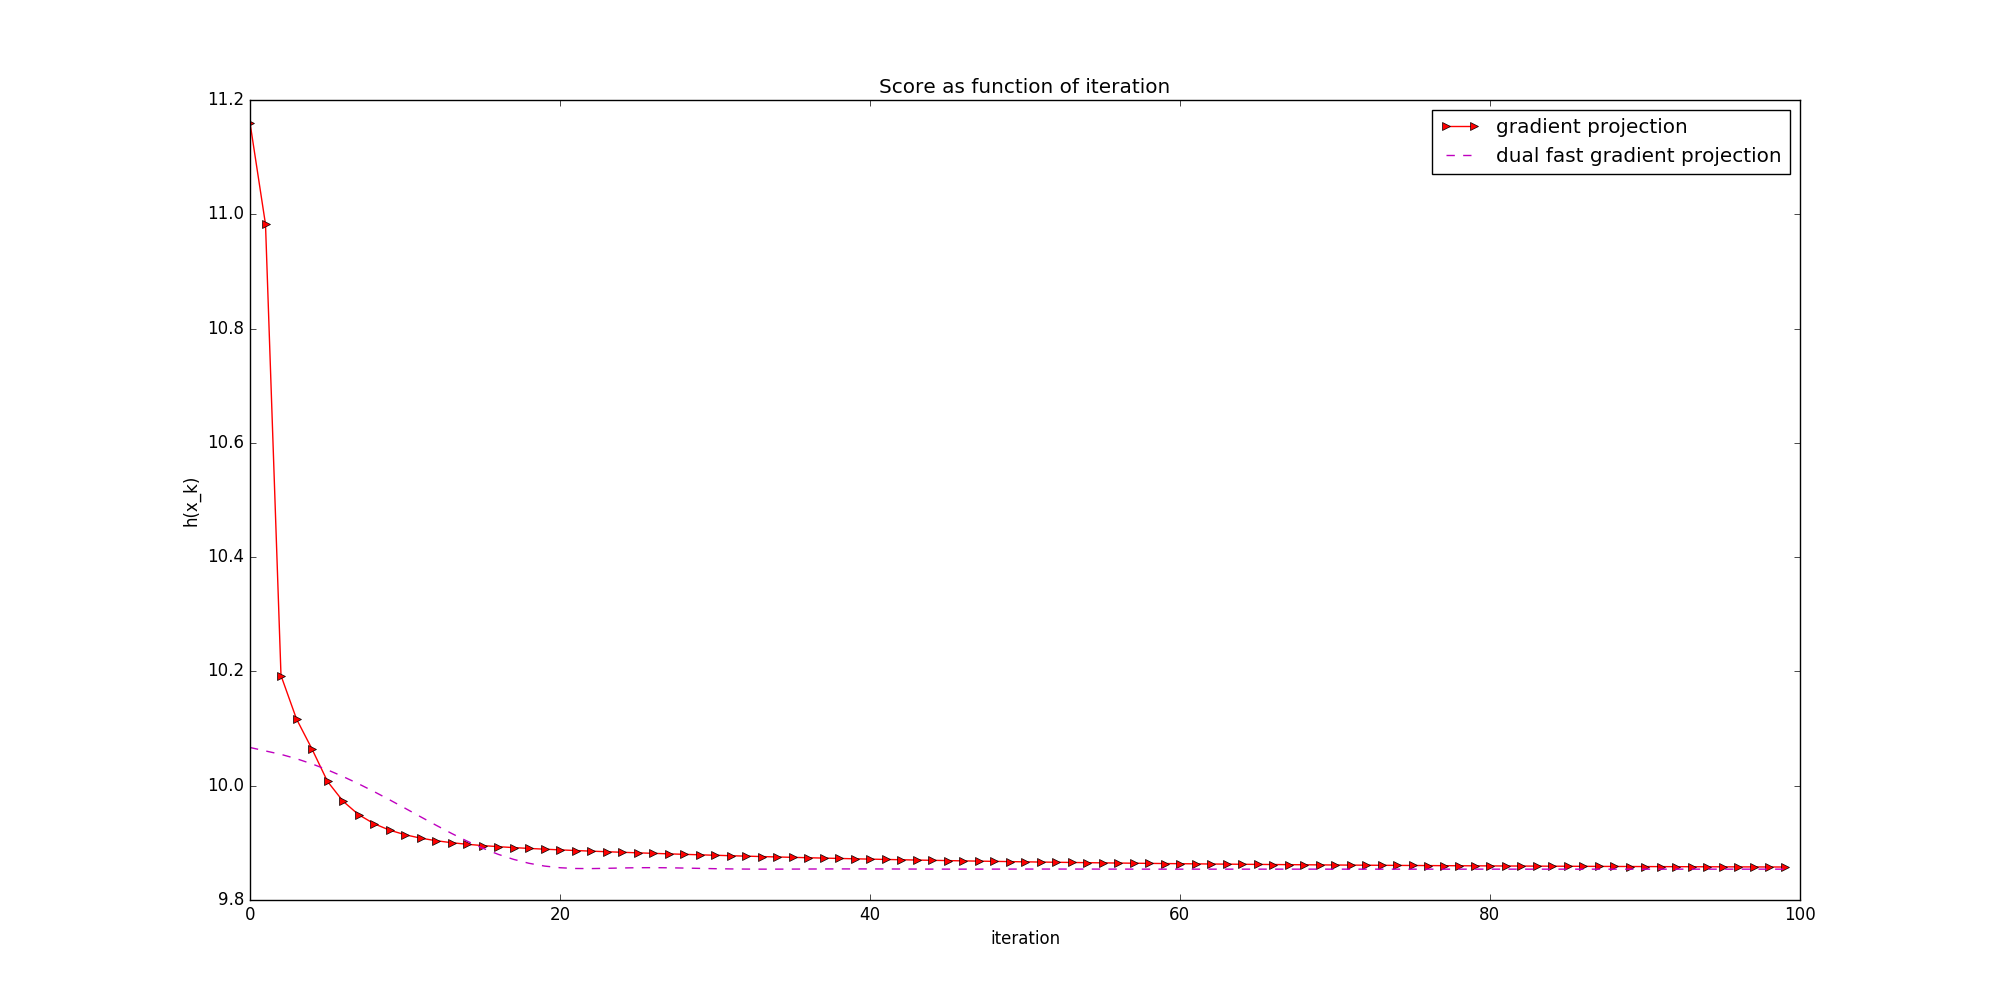 Score as function of iteration
11.2
11.0
10.8
10.6
10.4
10.2
10.0
9.8
h(x_k)
gradient projection
dual fast gradient projection
0 20 40 60 80 100
iteration